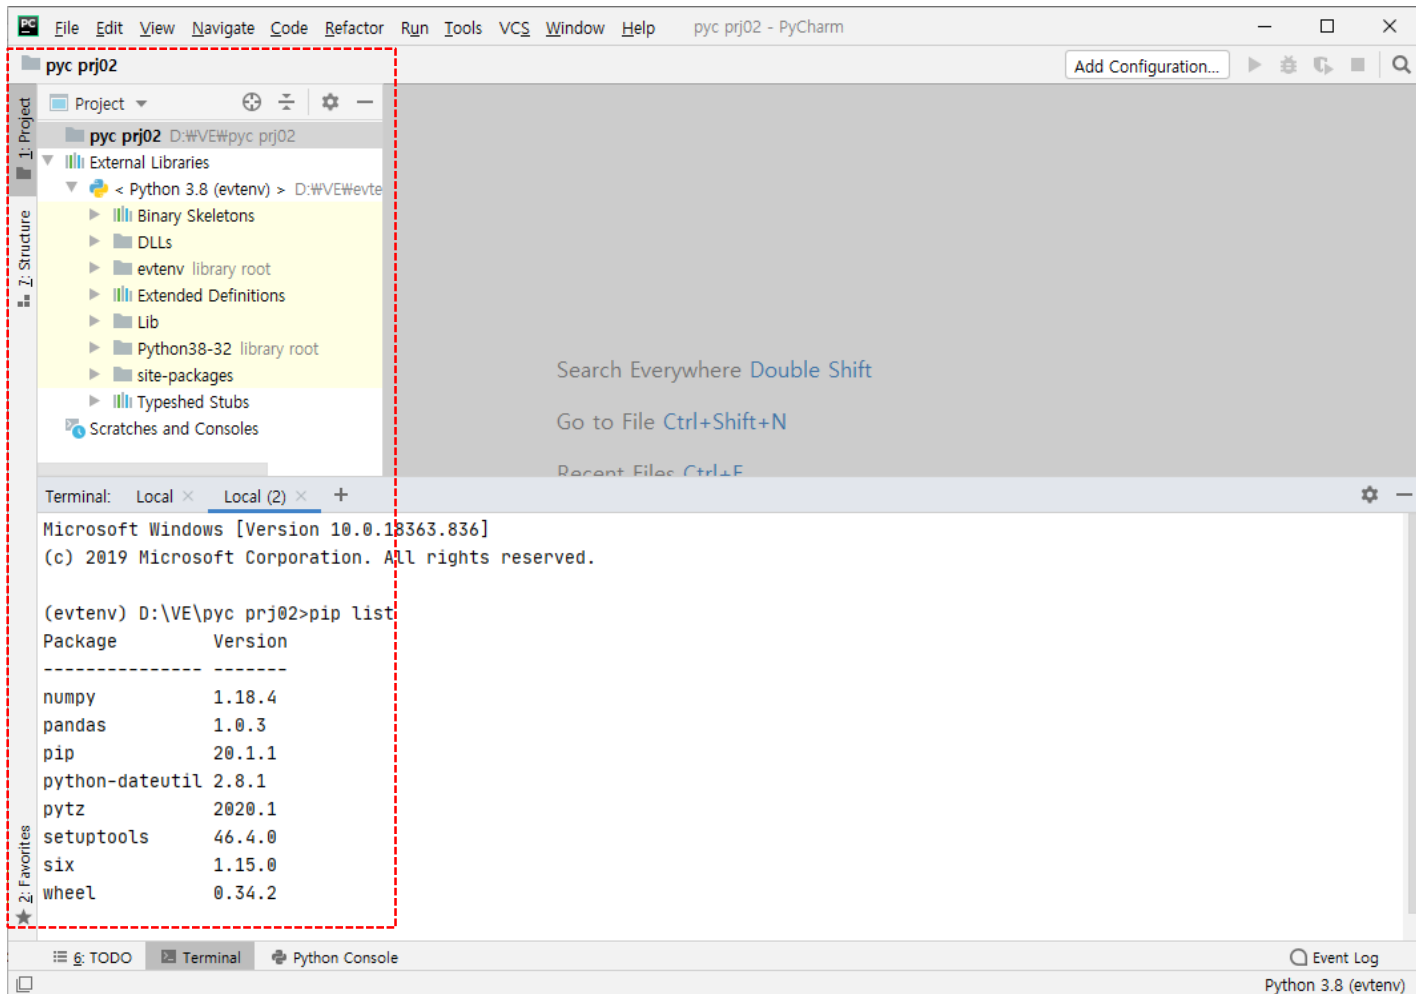 PC File Edit View Navigate Code Refactor Run Tools VCS Window Help pyc prj02 - PyCharm
pyc prj02 Add Configuration...
1: Project
Project
pyc prj02 D:₩VE₩pyc prj02
External Libraries
< Python 3.8 (evtenv) > D:₩VE₩evte
Binary Skeletons
DLLs
evtenv library root
Extended Definitions
Lib
Python38-32 library root
site-packages
Typeshed Stubs
Scratches and Consoles
7: Structure
Search Everywhere Double Shift
Go to File Ctrl+Shift+N
Recent Files Ctrl+E
Terminal: Local × Local (2) × +
Microsoft Windows [Version 10.0.18363.836]
(c) 2019 Microsoft Corporation. All rights reserved.
(evtenv) D:\VE\pyc prj02>pip list
Package Version
--------------- -------
numpy 1.18.4
pandas 1.0.3
pip 20.1.1
python-dateutil 2.8.1
pytz 2020.1
setuptools 46.4.0
six 1.15.0
wheel 0.34.2
2: Favorites
6: TODO Terminal Python Console Event Log
Python 3.8 (evtenv)